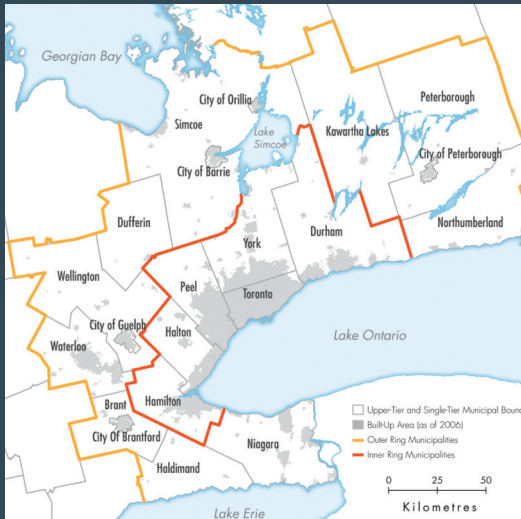 Georgian Bay
City of Orillia
Simcoe
Lake
Simcoe
City of Barrie
Kawartha Lakes
Peterborough
City of Peterborough
Northumberland
Dufferin
York
Durham
Wellington
Peel
Toronto
City of Guelph
Halton
Waterloo
Lake Ontario
Brant
Hamilton
City Of Brantford
Niagara
Haldimand
Lake Erie
Upper-Tier and Single-Tier Municipal Bound
Built-Up Area (as of 2006)
Outer Ring Municipalities
Inner Ring Municipalities
0 25 50
Kilometres